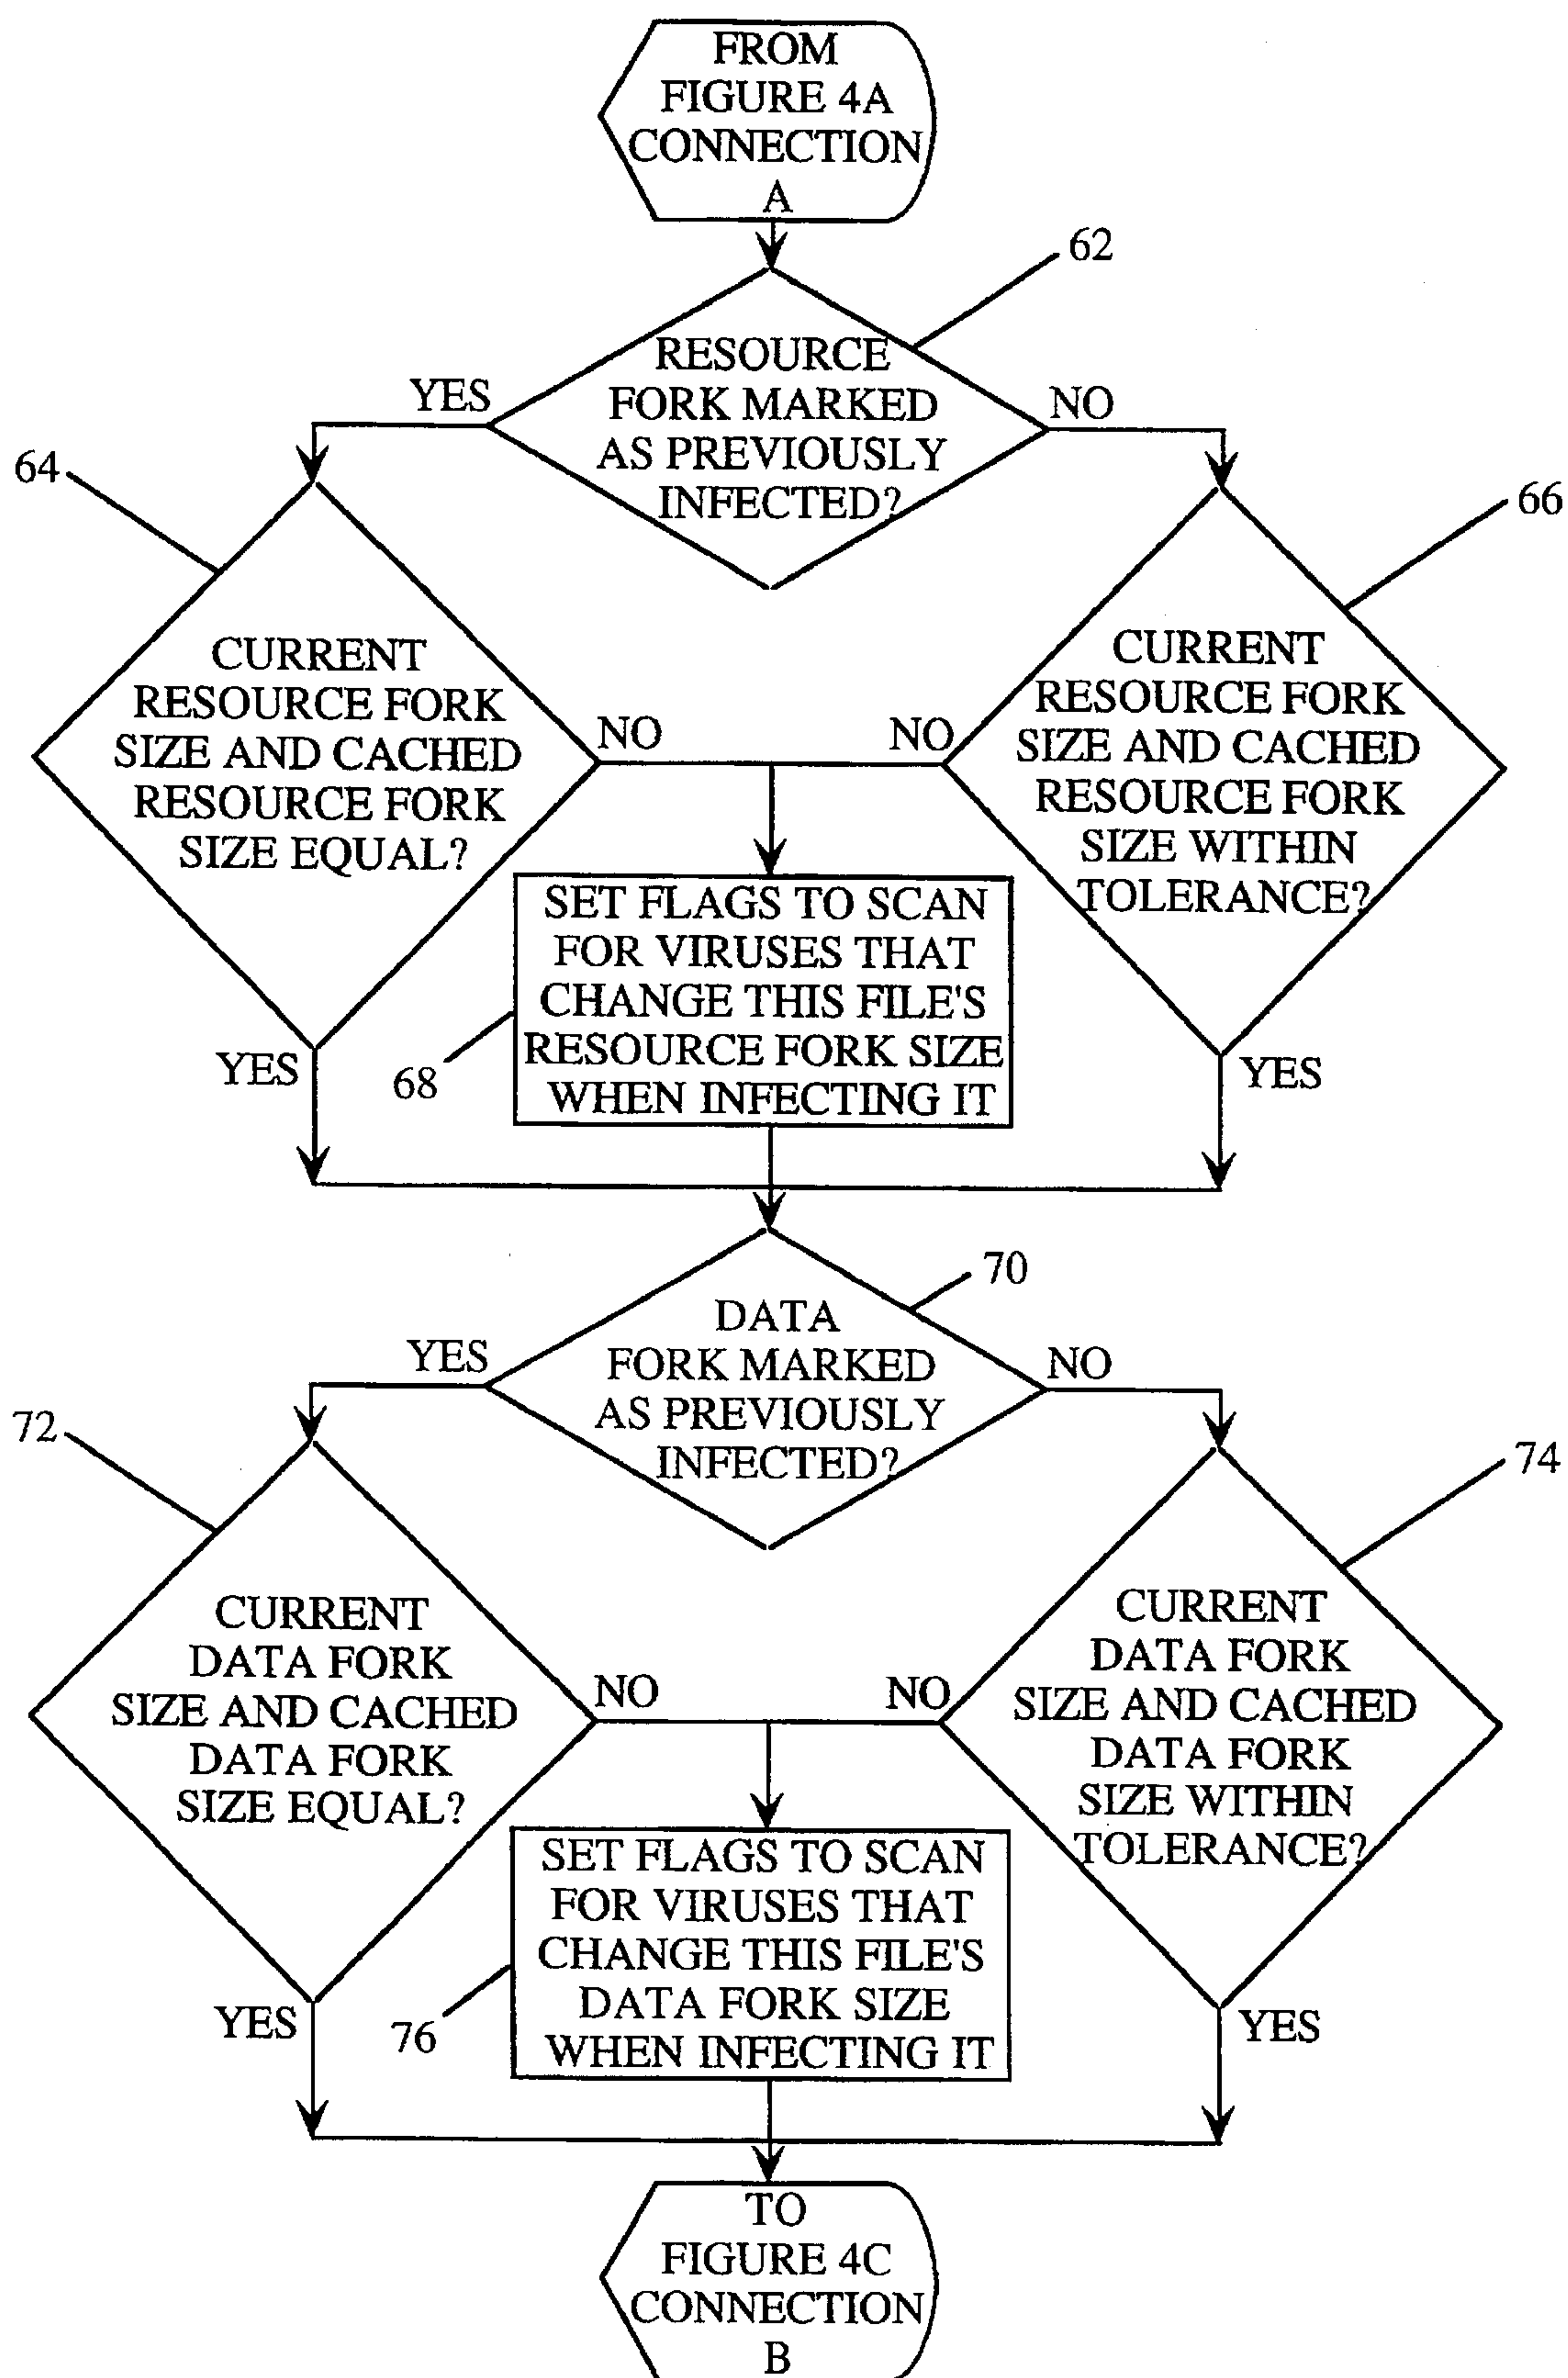 FROM
FIGURE 4A
CONNECTION
A
62
RESOURCE
FORK MARKED
AS PREVIOUSLY
INFECTED?
YES
NO
64
66
CURRENT
RESOURCE FORK
SIZE AND CACHED
RESOURCE FORK
SIZE EQUAL?
NO
NO
CURRENT
RESOURCE FORK
SIZE AND CACHED
RESOURCE FORK
SIZE WITHIN
TOLERANCE?
SET FLAGS TO SCAN
FOR VIRUSES THAT
CHANGE THIS FILE'S
RESOURCE FORK SIZE
WHEN INFECTING IT
68
YES
YES
70
DATA
FORK MARKED
AS PREVIOUSLY
INFECTED?
YES
NO
72
74
CURRENT
DATA FORK
SIZE AND CACHED
DATA FORK
SIZE EQUAL?
NO
NO
CURRENT
DATA FORK
SIZE AND CACHED
DATA FORK
SIZE WITHIN
TOLERANCE?
SET FLAGS TO SCAN
FOR VIRUSES THAT
CHANGE THIS FILE'S
DATA FORK SIZE
WHEN INFECTING IT
76
YES
YES
TO
FIGURE 4C
CONNECTION
B